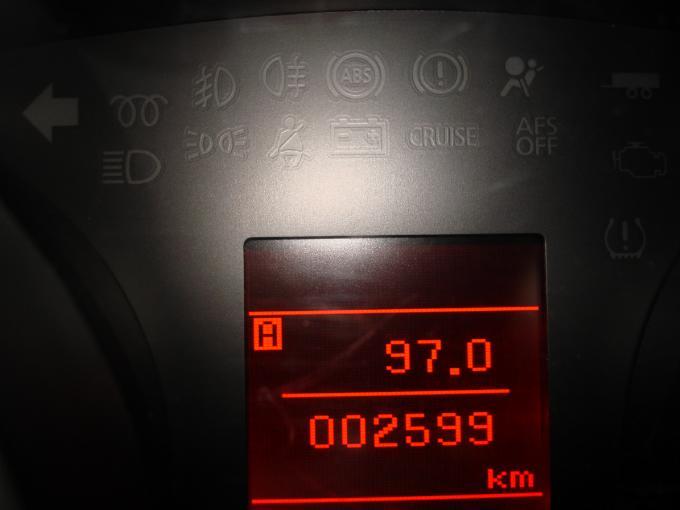 ABS
CRUISE
AFS
OFF
A
97.0
002599
km